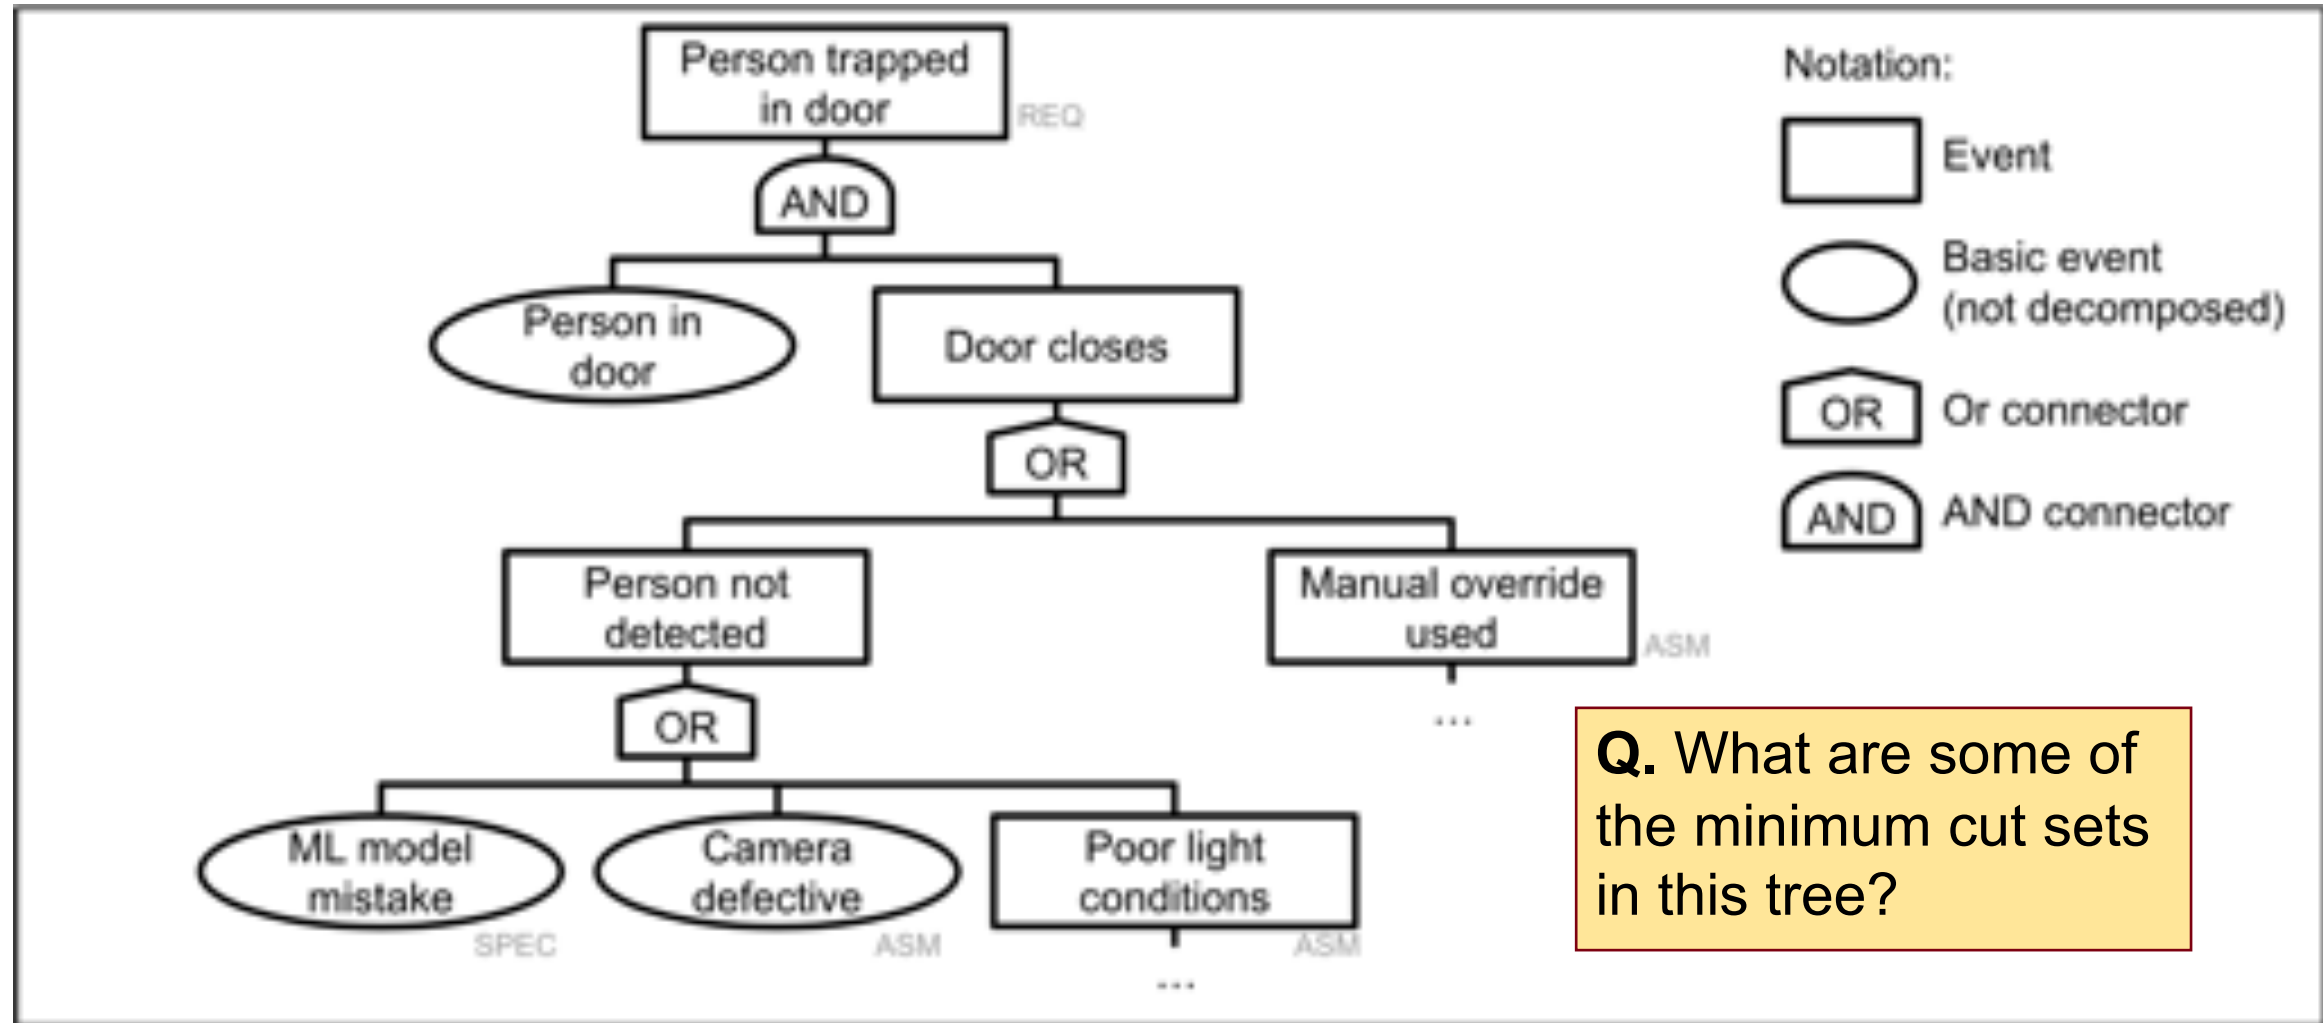 Person trapped
in door
REQ
AND
Person in
door
Door closes
OR
Person not
detected
Manual override
used
ASM
...
OR
ML model
mistake
SPEC
Camera
defective
ASM
Poor light
conditions
ASM
...
Notation:
Event
Basic event
(not decomposed)
OR
Or connector
AND
AND connector
Q. What are some of
the minimum cut sets
in this tree?